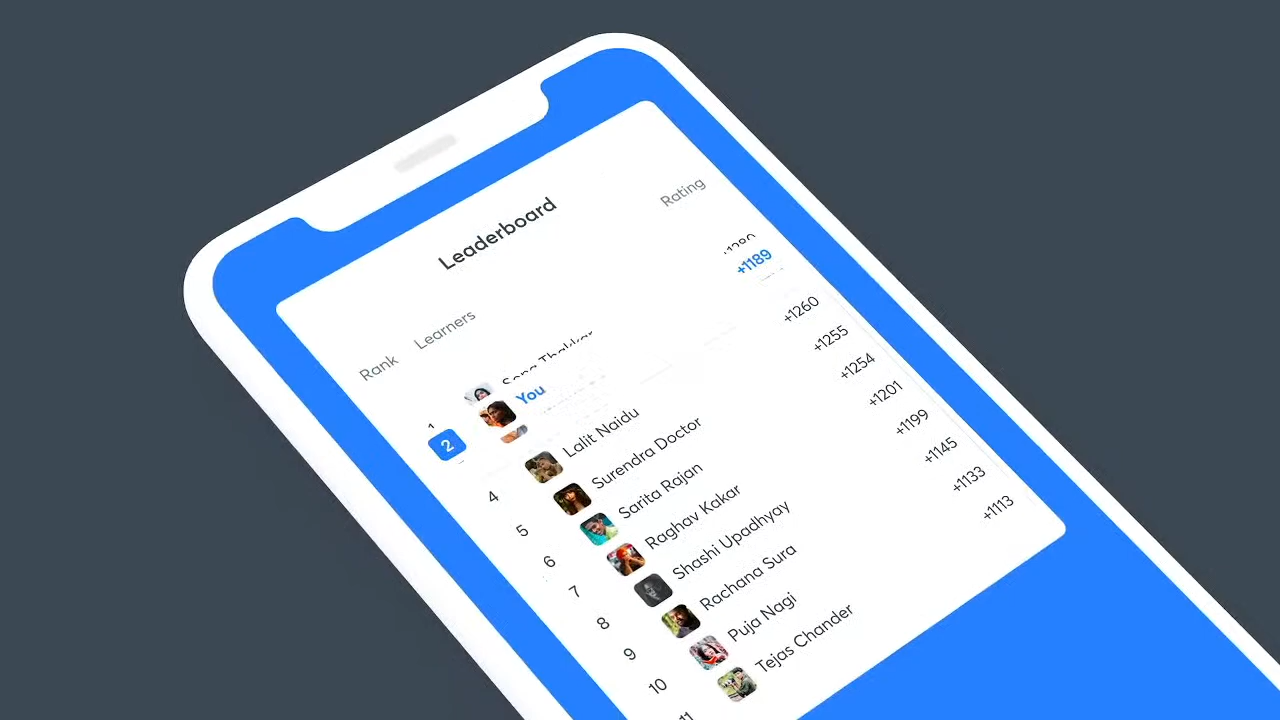 Leaderboard
Rank Learners Rating
1
2 You +1189
4 Lalit Naidu +1260
5 Surendra Doctor +1255
6 Sarita Rajan +1254
7 Raghav Kakar +1201
8 Shashi Upadhyay +1199
9 Rachana Sura +1145
10 Puja Nagi +1133
11 Tejas Chander +1113